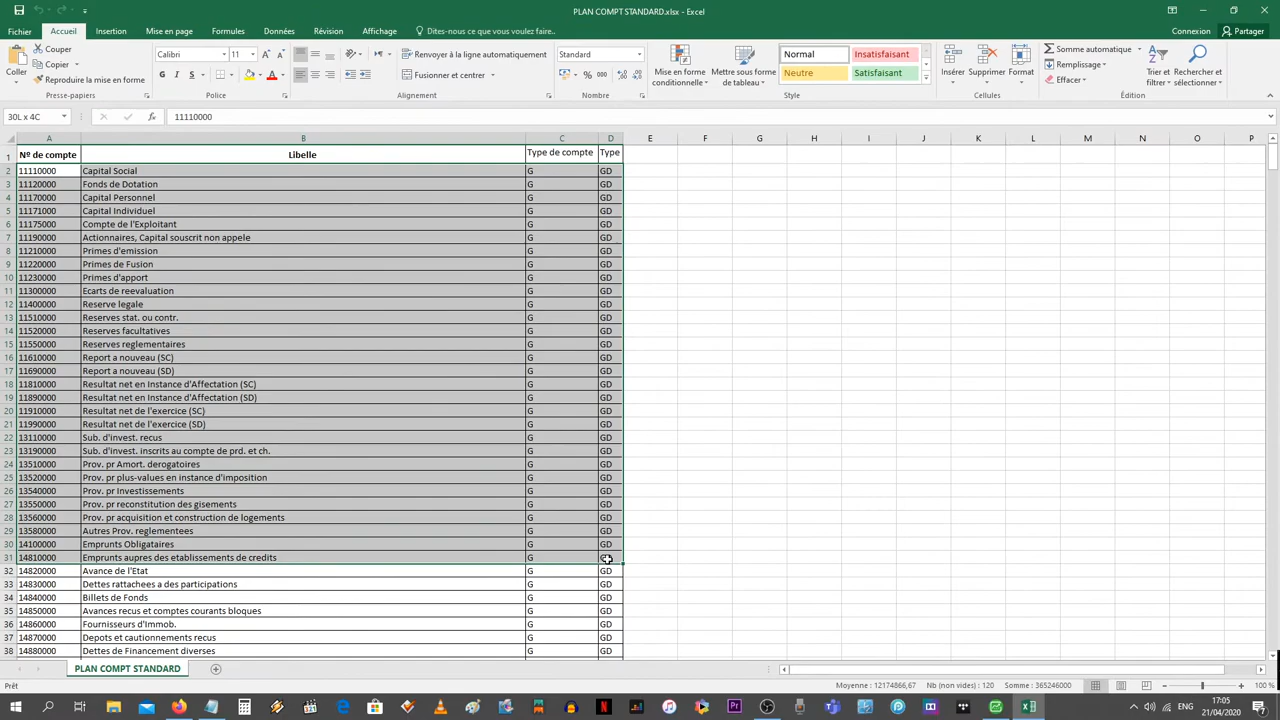 PLAN COMPT STANDARD.xlsx - Excel
Fichier Accueil Insertion Mise en page Formules Données Révision Affichage Dites-nous ce que vous voulez faire. Connexion Partager
Couper
Copier
Reproduire la mise en forme
Coller
Presse-papiers
Calibri 11
G I S
Police
Renvoyer à la ligne automatiquement
Fusionner et centrer
Alignement
Standard
% 000
Nombre
Mise en forme conditionnelle
Mettre sous forme de tableau
Normal Insatisfaisant
Neutre Satisfaisant
Style
Insérer Supprimer Format
Cellules
Somme automatique
Remplissage
Effacer
Trier et filtrer
Rechercher et sélectionner
Édition
30L x 4C fx 11110000
A B C D E F G H I J K L M N O P
1 Nº de compte Libelle Type de compte Type
2 11110000 Capital Social G GD
3 11120000 Fonds de Dotation G GD
4 11170000 Capital Personnel G GD
5 11171000 Capital Individuel G GD
6 11175000 Compte de l'Exploitant G GD
7 11190000 Actionnaires, Capital souscrit non appele G GD
8 11210000 Primes d'emission G GD
9 11220000 Primes de Fusion G GD
10 11230000 Primes d'apport G GD
11 11300000 Ecarts de reevaluation G GD
12 11400000 Reserve legale G GD
13 11510000 Reserves stat. ou contr. G GD
14 11520000 Reserves facultatives G GD
15 11550000 Reserves reglementaires G GD
16 11610000 Report a nouveau (SC) G GD
17 11690000 Report a nouveau (SD) G GD
18 11810000 Resultat net en Instance d'Affectation (SC) G GD
19 11890000 Resultat net en Instance d'Affectation (SD) G GD
20 11910000 Resultat net de l'exercice (SC) G GD
21 11990000 Resultat net de l'exercice (SD) G GD
22 13110000 Sub. d'invest. recus G GD
23 13190000 Sub. d'invest. inscrits au compte de prd. et ch. G GD
24 13510000 Prov. pr Amort. derogatoires G GD
25 13520000 Prov. pr plus-values en instance d'imposition G GD
26 13540000 Prov. pr Investissements G GD
27 13550000 Prov. pr reconstitution des gisements G GD
28 13560000 Prov. pr acquisition et construction de logements G GD
29 13580000 Autres Prov. reglementees G GD
30 14100000 Emprunts Obligataires G GD
31 14810000 Emprunts aupres des etablissements de credits G
32 14820000 Avance de l'Etat G GD
33 14830000 Dettes rattachees a des participations G GD
34 14840000 Billets de Fonds G GD
35 14850000 Avances recus et comptes courants bloques G GD
36 14860000 Fournisseurs d'Immob. G GD
37 14870000 Depots et cautionnements recus G GD
38 14880000 Dettes de Financement diverses G GD
PLAN COMPT STANDARD
Prêt Moyenne : 12174866,67 Nb (non vides) : 120 Somme : 365246000 100 %
17:05
21/04/2020